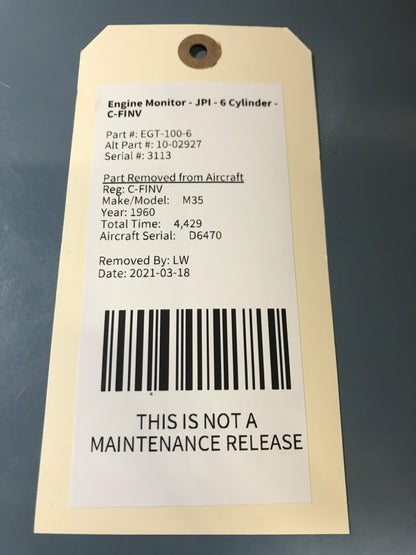 Engine Monitor - JPI - 6 Cylinder -
C-FINV
Part #: EGT-100-6
Alt Part #: 10-02927
Serial #: 3113
Part Removed from Aircraft
Reg: C-FINV
Make/Model: M35
Year: 1960
Total Time: 4,429
Aircraft Serial: D6470
Removed By: LW
Date: 2021-03-18
THIS IS NOT A
MAINTENANCE RELEASE